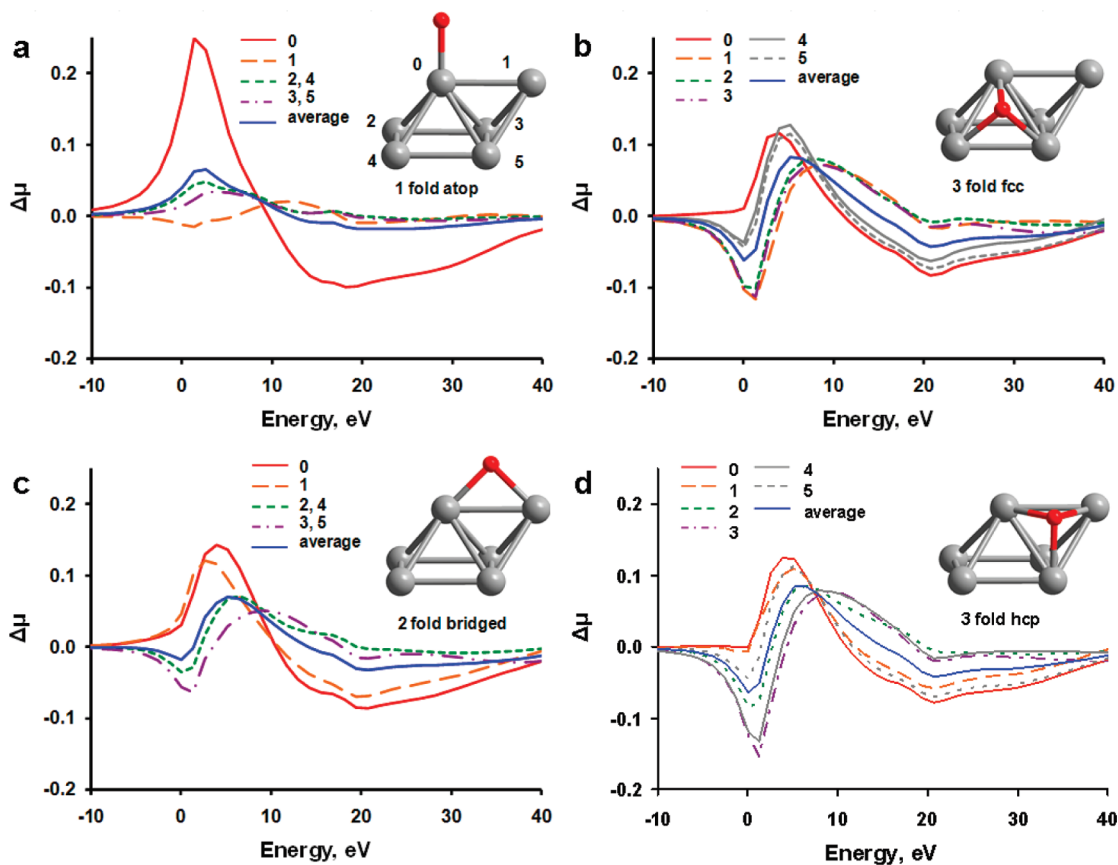 a
0.2
0.1
0.0
-0.1
-0.2
Δμ
-10 0 10 20 30 40
Energy, eV
0
1
2, 4
3, 5
average
0 1
2 3
4 5
1 fold atop
b
0.2
0.1
0.0
-0.1
-0.2
Δμ
-10 0 10 20 30 40
Energy, eV
0 4
1 5
2 average
3
3 fold fcc
c
0.2
0.1
0.0
-0.1
-0.2
Δμ
-10 0 10 20 30 40
Energy, eV
0
1
2, 4
3, 5
average
2 fold bridged
d
0.2
0.1
0.0
-0.1
-0.2
Δμ
-10 0 10 20 30 40
Energy, eV
0 4
1 5
2 average
3
3 fold hcp